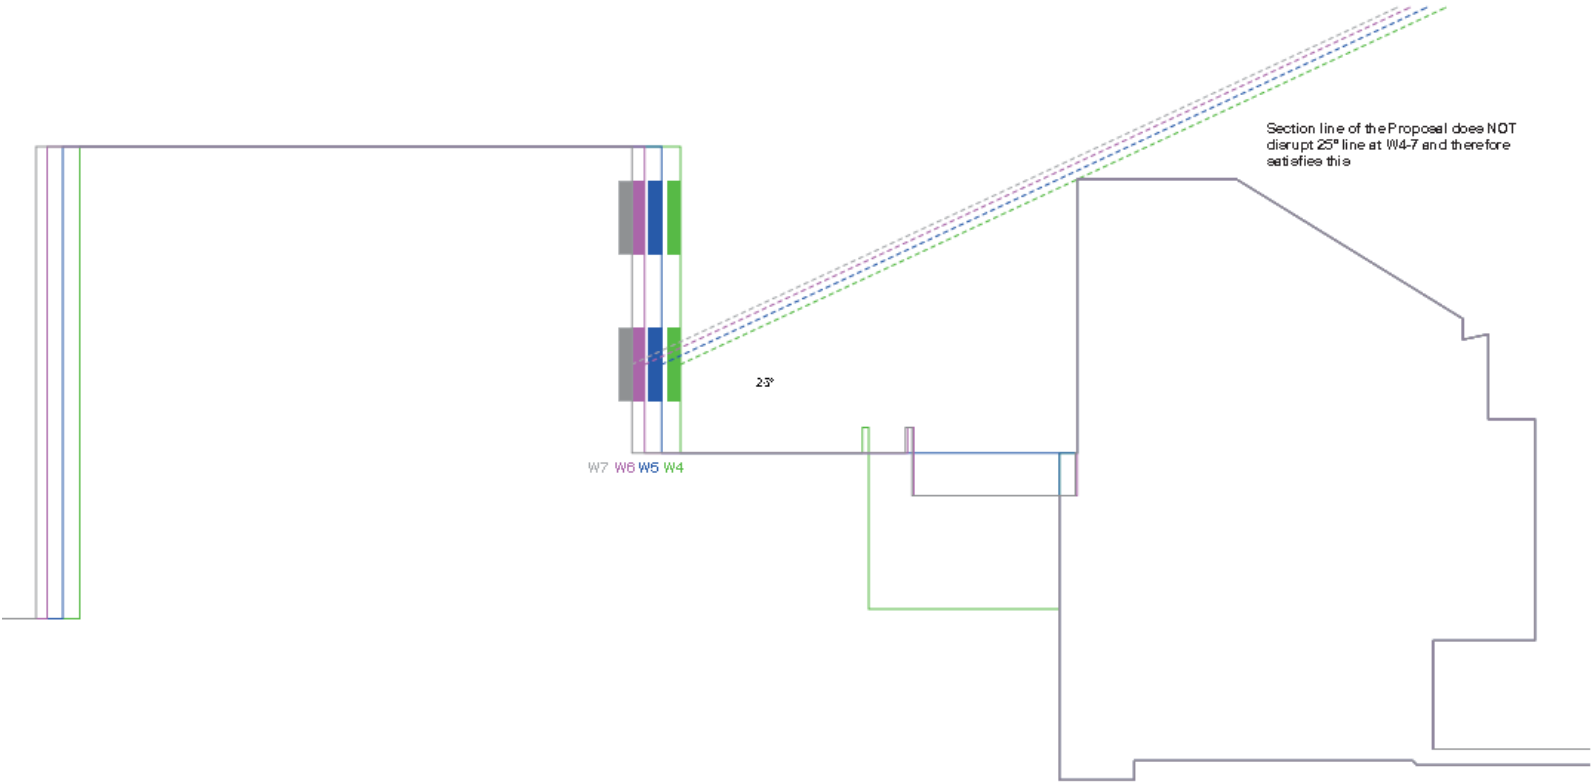 Section line of the Proposal does NOT
disrupt 25° line at W4-7 and therefore
satisfies this
25°
W7 W6 W5 W4